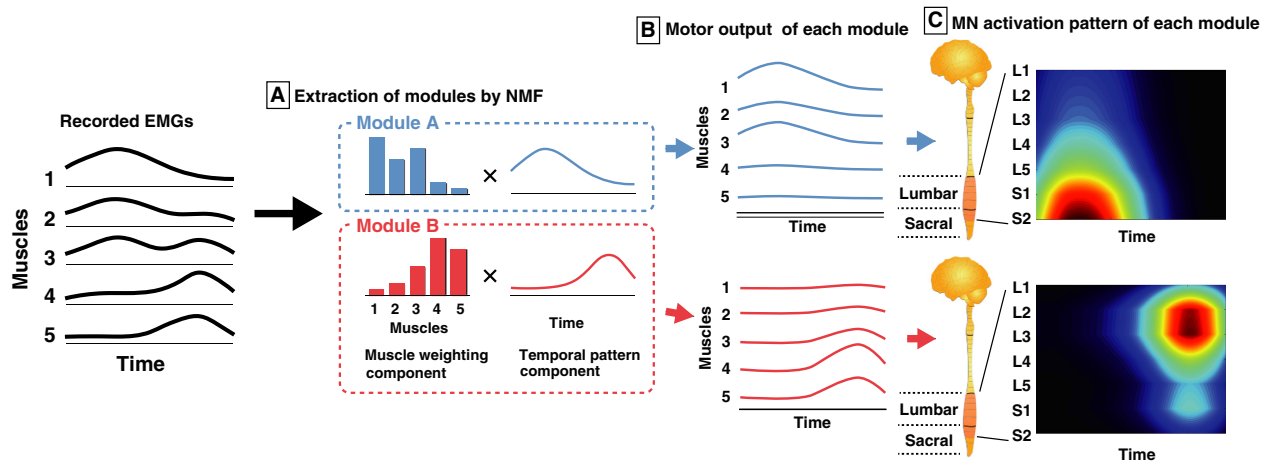 Recorded EMGs
Muscles
1
2
3
4
5
Time
A Extraction of modules by NMF
Module A
×
Module B
×
1 2 3 4 5
Muscles
Time
Muscle weighting
component
Temporal pattern
component
B Motor output of each module
Muscles
1
2
3
4
5
Time
Muscles
1
2
3
4
5
Time
C MN activation pattern of each module
Lumbar
Sacral
L1
L2
L3
L4
L5
S1
S2
Time
Lumbar
Sacral
L1
L2
L3
L4
L5
S1
S2
Time